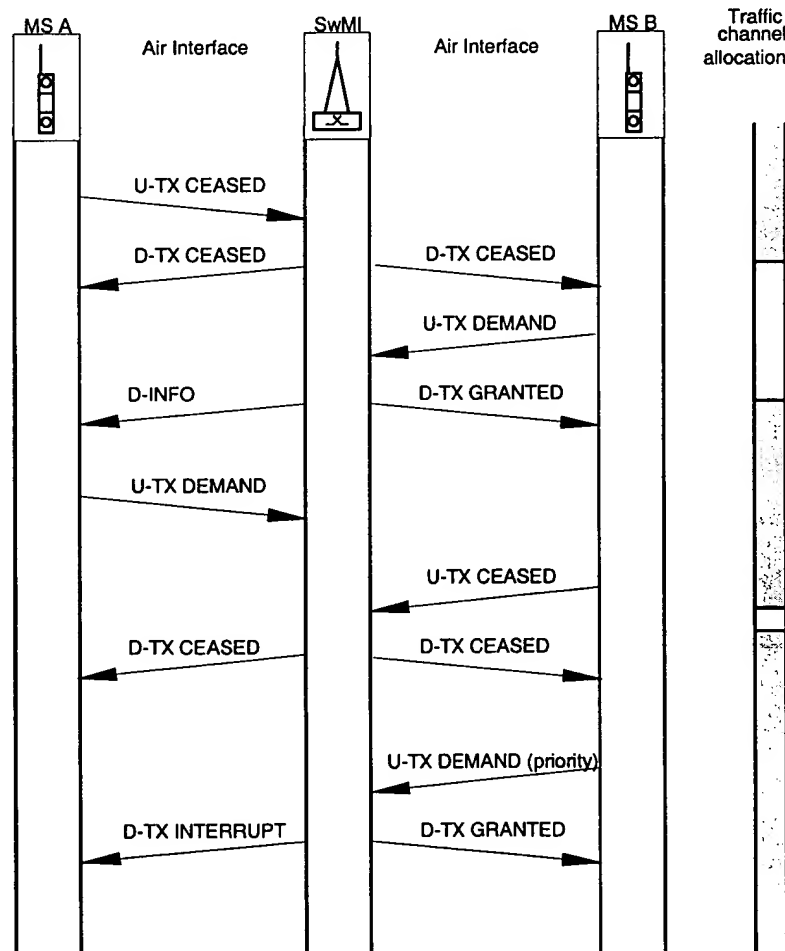 MS A
SwMI
MS B
Traffic
channel
allocation
Air Interface
Air Interface
U-TX CEASED
D-TX CEASED
D-TX CEASED
U-TX DEMAND
D-INFO
D-TX GRANTED
U-TX DEMAND
U-TX CEASED
D-TX CEASED
D-TX CEASED
U-TX DEMAND (priority)
D-TX INTERRUPT
D-TX GRANTED